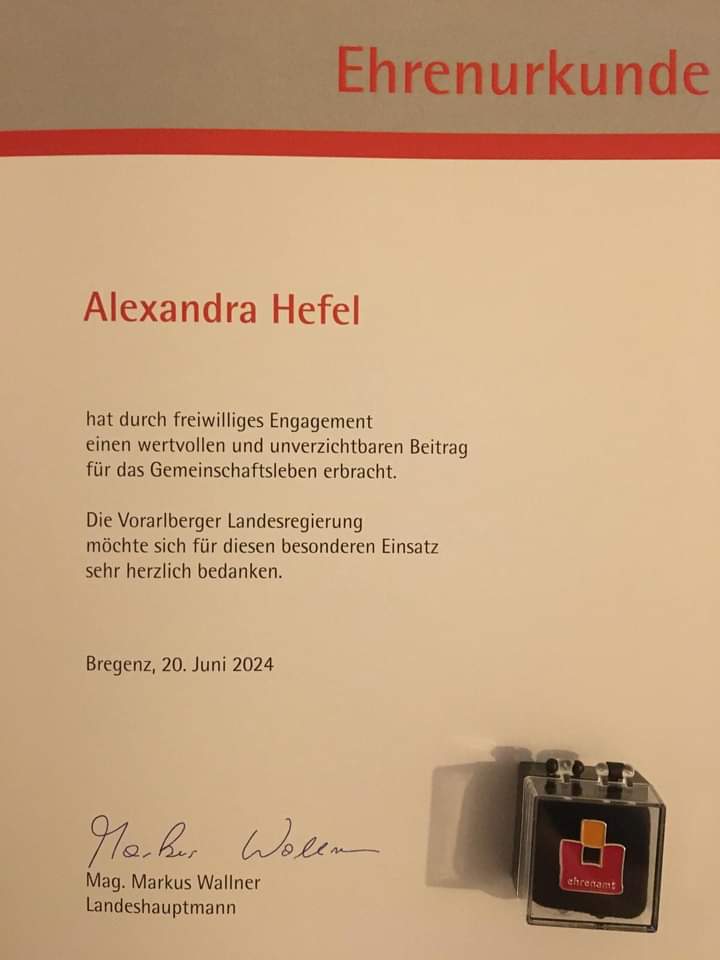 Ehrenurkunde
Alexandra Hefel
hat durch freiwilliges Engagement
einen wertvollen und unverzichtbaren Beitrag
für das Gemeinschaftsleben erbracht.
Die Vorarlberger Landesregierung
möchte sich für diesen besonderen Einsatz
sehr herzlich bedanken.
Bregenz, 20. Juni 2024
Markus Wallner
Mag. Markus Wallner
Landeshauptmann
ehrenamt